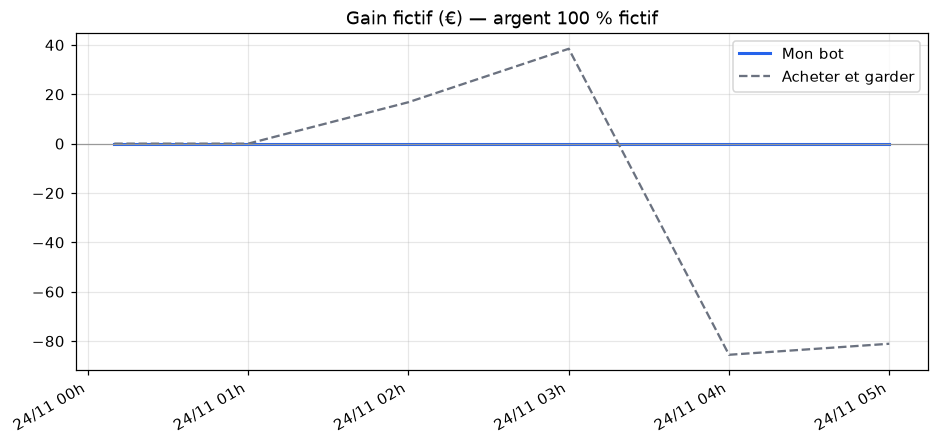 Gain fictif (€) — argent 100 % fictif
Mon bot
Acheter et garder
40
20
0
−20
−40
−60
−80
24/11 00h
24/11 01h
24/11 02h
24/11 03h
24/11 04h
24/11 05h